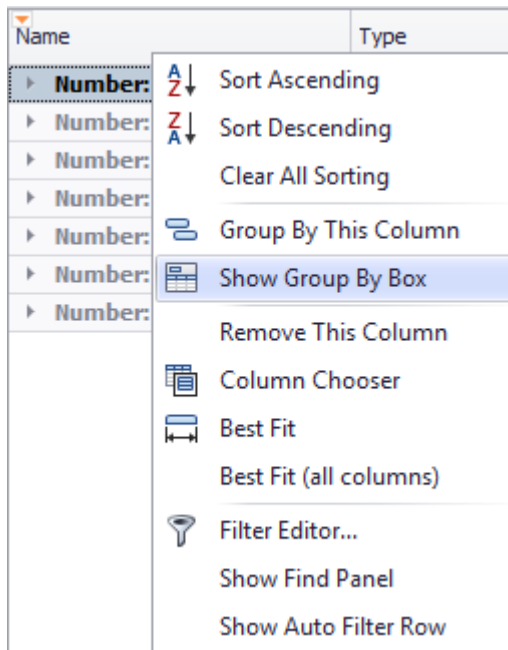 Name Type
Number: Sort Ascending
Number: Sort Descending
Number: Clear All Sorting
Number: Group By This Column
Number: Show Group By Box
Number:
Number: Remove This Column
Column Chooser
Best Fit
Best Fit (all columns)
Filter Editor...
Show Find Panel
Show Auto Filter Row